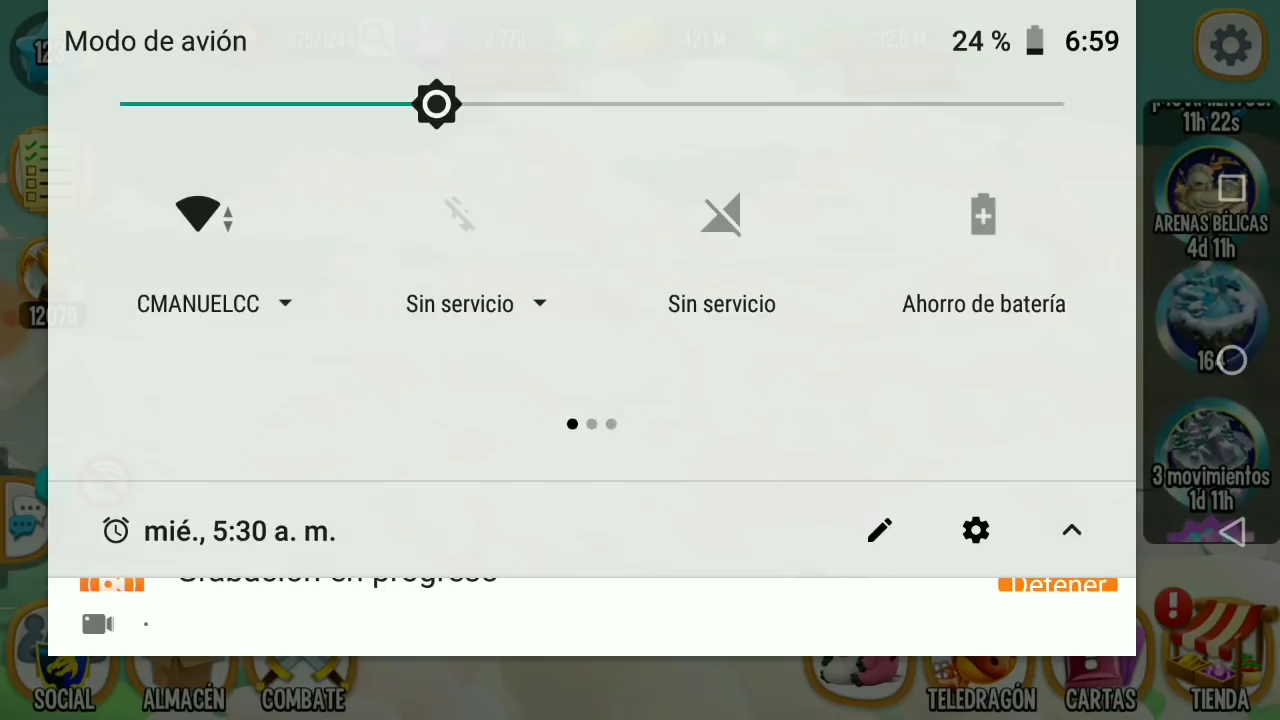 Modo de avión
24 %
6:59
11h 22s
ARENAS BÉLICAS
4d 11h
CMANUELCC
Sin servicio
Sin servicio
Ahorro de batería
3 movimientos
1d 11h
mié., 5:30 a. m.
Grabación en progreso
Detener
SOCIAL
ALMACÉN
COMBATE
TELEDRAGÓN
CARTAS
TIENDA